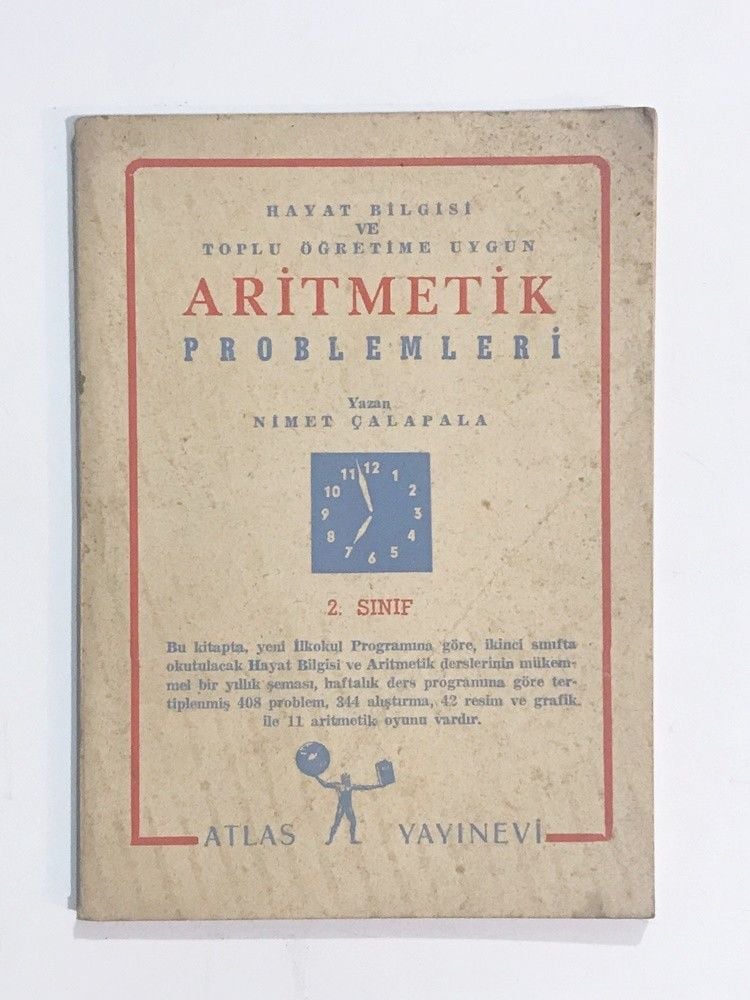 HAYAT BİLGİSİ
VE
TOPLU ÖĞRETİME UYGUN
ARİTMETİK
PROBLEMLERİ
Yazan
NİMET ÇALAPALA
12
11 1
10 2
9 3
8 4
7 5
6
2. SINIF
Bu kitapta, yeni İlkokul Programına göre, ikinci sınıfta
okutulacak Hayat Bilgisi ve Aritmetik derslerinin mükem-
mel bir yıllık şeması, haftalık ders programına göre ter-
tiplenmiş 408 problem, 344 alıştırma, 42 resim ve grafik
ile 11 aritmetik oyunu vardır.
ATLAS YAYINEVİ